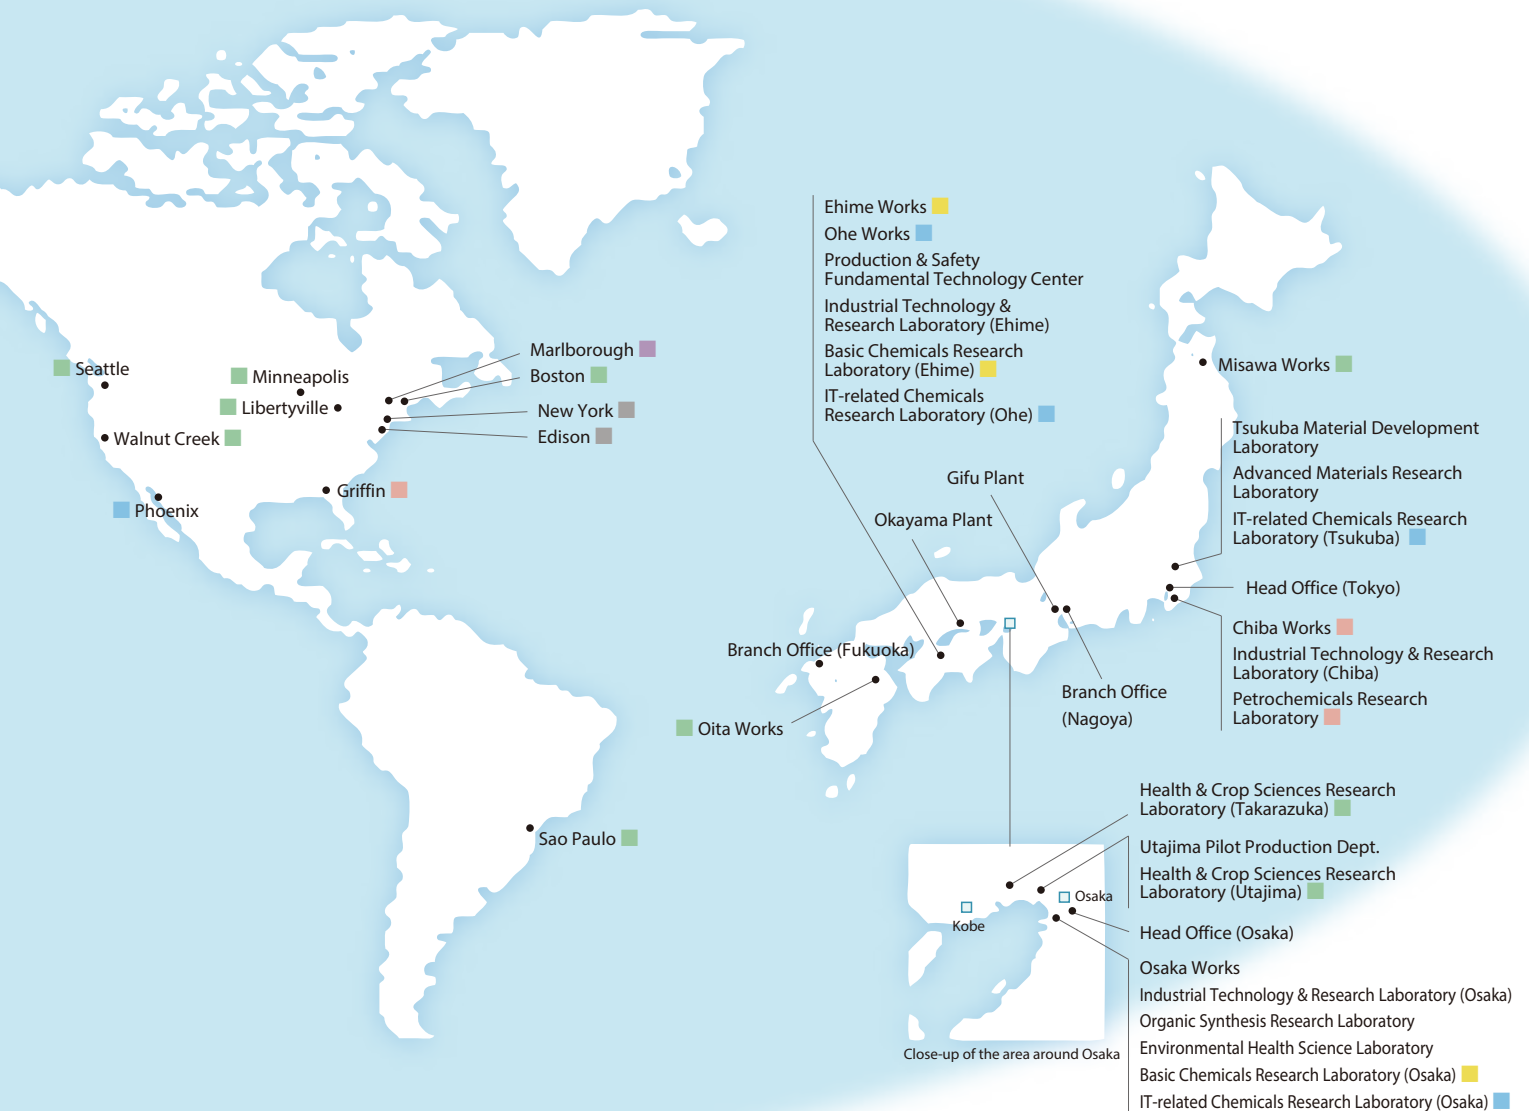 Seattle
Minneapolis
Libertyville
Walnut Creek
Phoenix
Griffin
Marlborough
Boston
New York
Edison
Sao Paulo
Ehime Works
Ohe Works
Production & Safety
Fundamental Technology Center
Industrial Technology &
Research Laboratory (Ehime)
Basic Chemicals Research
Laboratory (Ehime)
IT-related Chemicals
Research Laboratory (Ohe)
Gifu Plant
Okayama Plant
Branch Office (Fukuoka)
Oita Works
Misawa Works
Tsukuba Material Development
Laboratory
Advanced Materials Research
Laboratory
IT-related Chemicals Research
Laboratory (Tsukuba)
Head Office (Tokyo)
Chiba Works
Industrial Technology & Research
Laboratory (Chiba)
Petrochemicals Research
Laboratory
Branch Office
(Nagoya)
Health & Crop Sciences Research
Laboratory (Takarazuka)
Utajima Pilot Production Dept.
Health & Crop Sciences Research
Laboratory (Utajima)
Osaka
Kobe
Head Office (Osaka)
Osaka Works
Industrial Technology & Research Laboratory (Osaka)
Organic Synthesis Research Laboratory
Environmental Health Science Laboratory
Basic Chemicals Research Laboratory (Osaka)
IT-related Chemicals Research Laboratory (Osaka)
Close-up of the area around Osaka